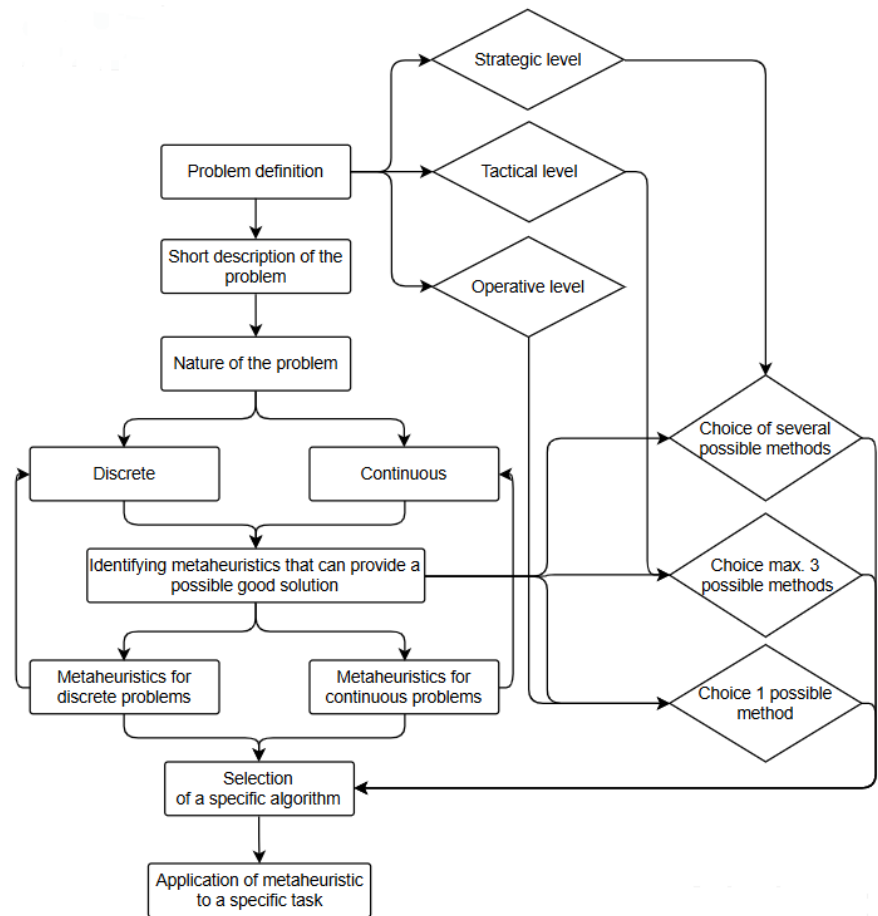 Strategic level
Problem definition
Tactical level
Short description of the
problem
Operative level
Nature of the problem
Choice of several
possible methods
Discrete
Continuous
Identifying metaheuristics that can provide a
possible good solution
Choice max. 3
possible methods
Metaheuristics for
discrete problems
Metaheuristics for
continuous problems
Choice 1 possible
method
Selection
of a specific algorithm
Application of metaheuristic
to a specific task